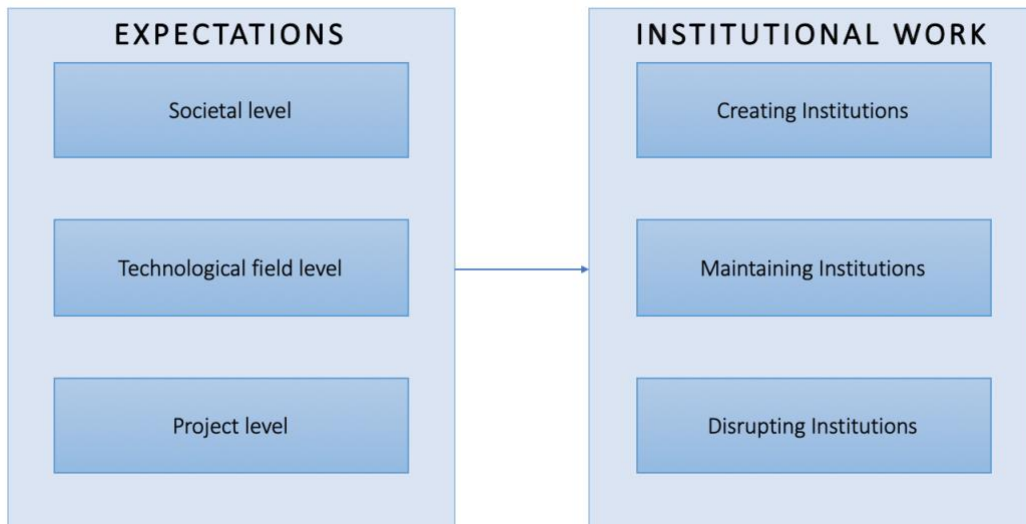 EXPECTATIONS
Societal level
Technological field level
Project level
INSTITUTIONAL WORK
Creating Institutions
Maintaining Institutions
Disrupting Institutions